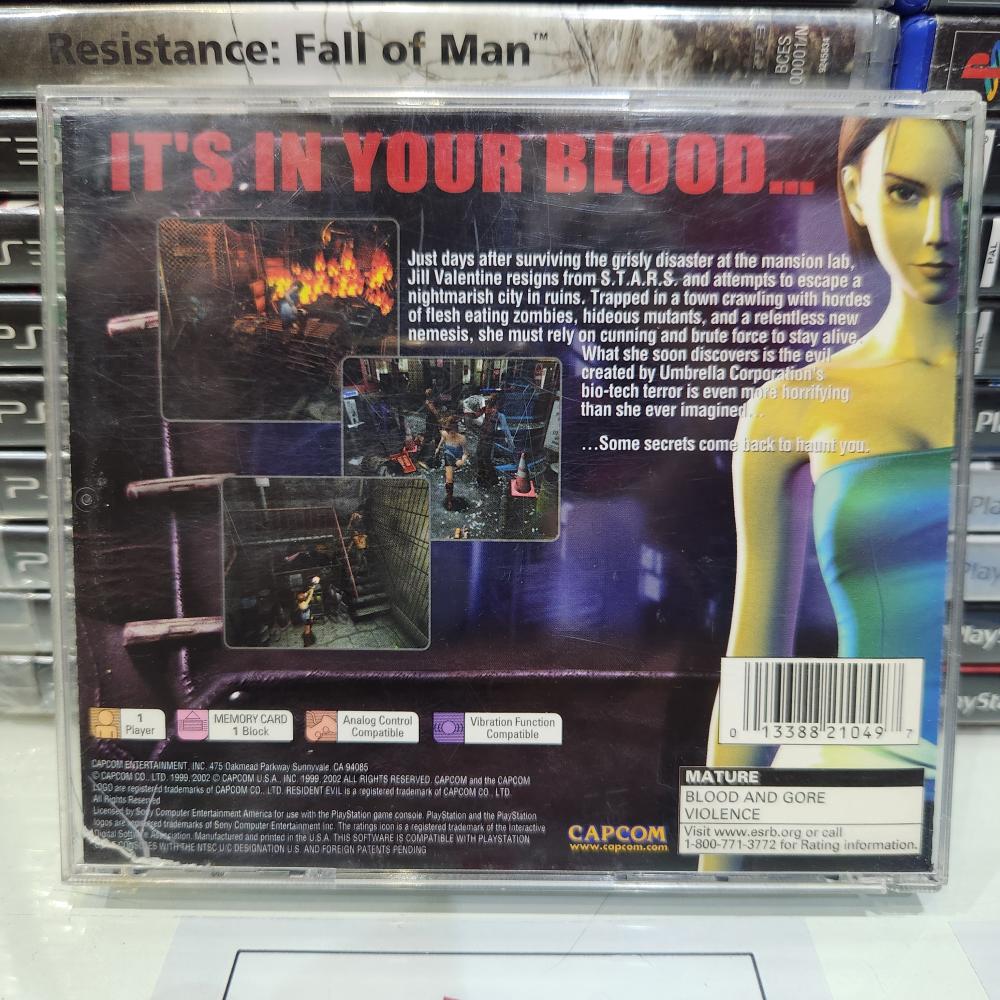 Resistance: Fall of Man™
BCES
00001/N
IT'S IN YOUR BLOOD...
Just days after surviving the grisly disaster at the mansion lab,
Jill Valentine resigns from S.T.A.R.S. and attempts to escape a
nightmarish city in ruins. Trapped in a town crawling with hordes
of flesh eating zombies, hideous mutants, and a relentless new
nemesis, she must rely on cunning and brute force to stay alive.
What she soon discovers is the evil
created by Umbrella Corporation's
bio-tech terror is even more horrifying
than she ever imagined...
...Some secrets come back to haunt you.
1
Player
MEMORY CARD
1 Block
Analog Control
Compatible
Vibration Function
Compatible
0 13388 21049 7
CAPCOM ENTERTAINMENT, INC. 475 Oakmead Parkway Sunnyvale, CA 94085
© CAPCOM CO., LTD. 1999, 2002 © CAPCOM U.S.A., INC. 1999, 2002 ALL RIGHTS RESERVED. CAPCOM and the CAPCOM
LOGO are registered trademarks of CAPCOM CO., LTD. RESIDENT EVIL is a registered trademark of CAPCOM CO., LTD.
All Rights Reserved
Licensed by Sony Computer Entertainment America for use with the PlayStation game console. PlayStation and the PlayStation
logos are registered trademarks of Sony Computer Entertainment Inc. The ratings icon is a registered trademark of the Interactive
Digital Software Association. Manufactured and printed in the U.S.A. THIS SOFTWARE IS COMPATIBLE WITH PLAYSTATION
CONSOLES WITH THE NTSC U/C DESIGNATION U.S. AND FOREIGN PATENTS PENDING
CAPCOM
www.capcom.com
MATURE
BLOOD AND GORE
VIOLENCE
Visit www.esrb.org or call
1-800-771-3772 for Rating information.
PAL
PAL